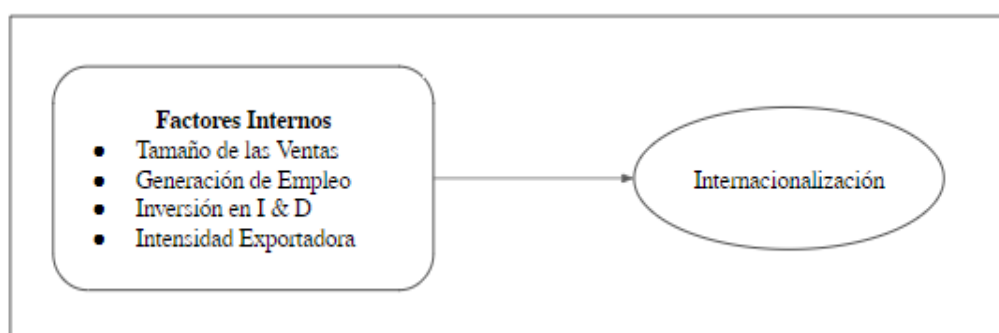 Factores Internos
● Tamaño de las Ventas
● Generación de Empleo
● Inversión en I & D
● Intensidad Exportadora
Internacionalización